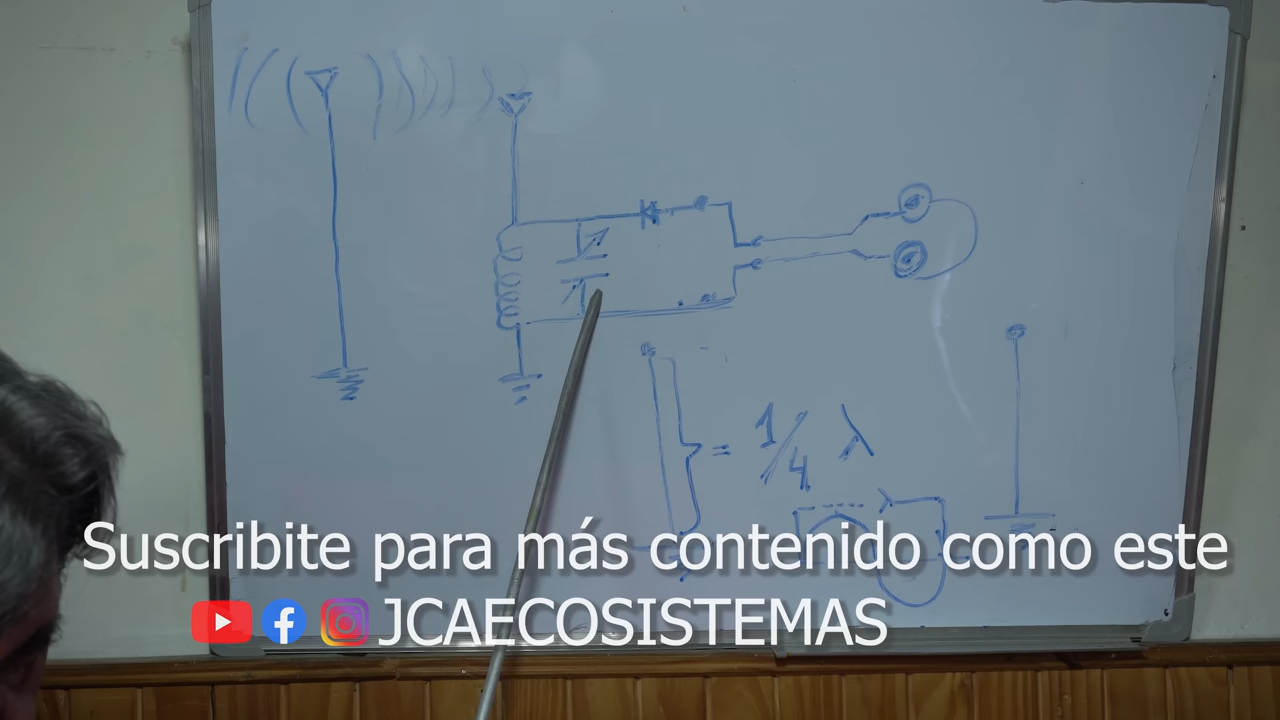 = 1/4 λ
λ
Suscribite para más contenido como este
JCAECOSISTEMAS